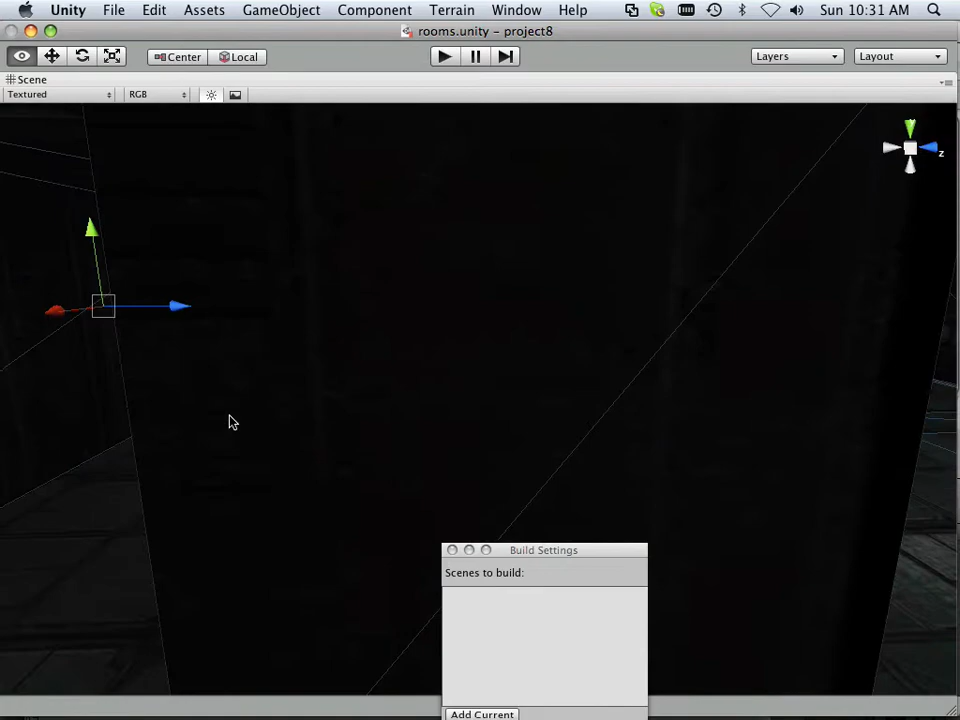 Unity File Edit Assets GameObject Component Terrain Window Help Sun 10:31 AM
rooms.unity – project8
Center Local Layers Layout
Scene
Textured RGB
z
Build Settings
Scenes to build:
Add Current